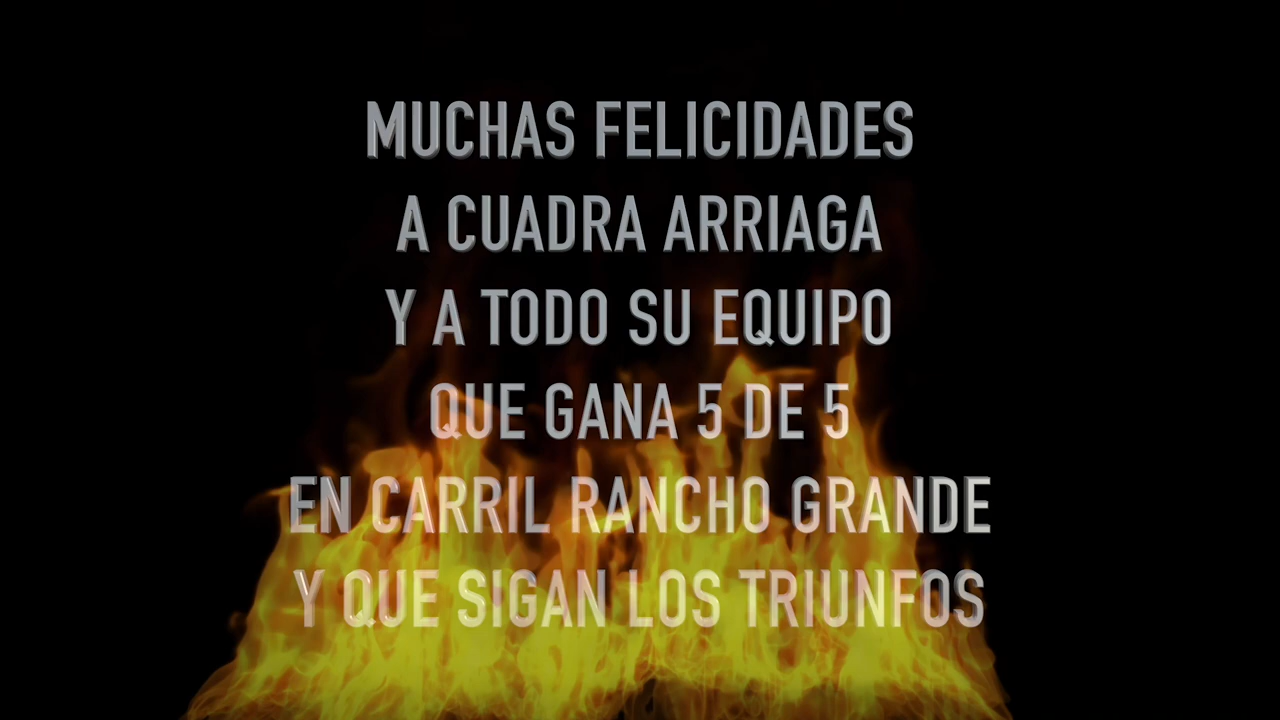 MUCHAS FELICIDADES
A CUADRA ARRIAGA
Y A TODO SU EQUIPO
QUE GANA 5 DE 5
EN CARRIL RANCHO GRANDE
Y QUE SIGAN LOS TRIUNFOS